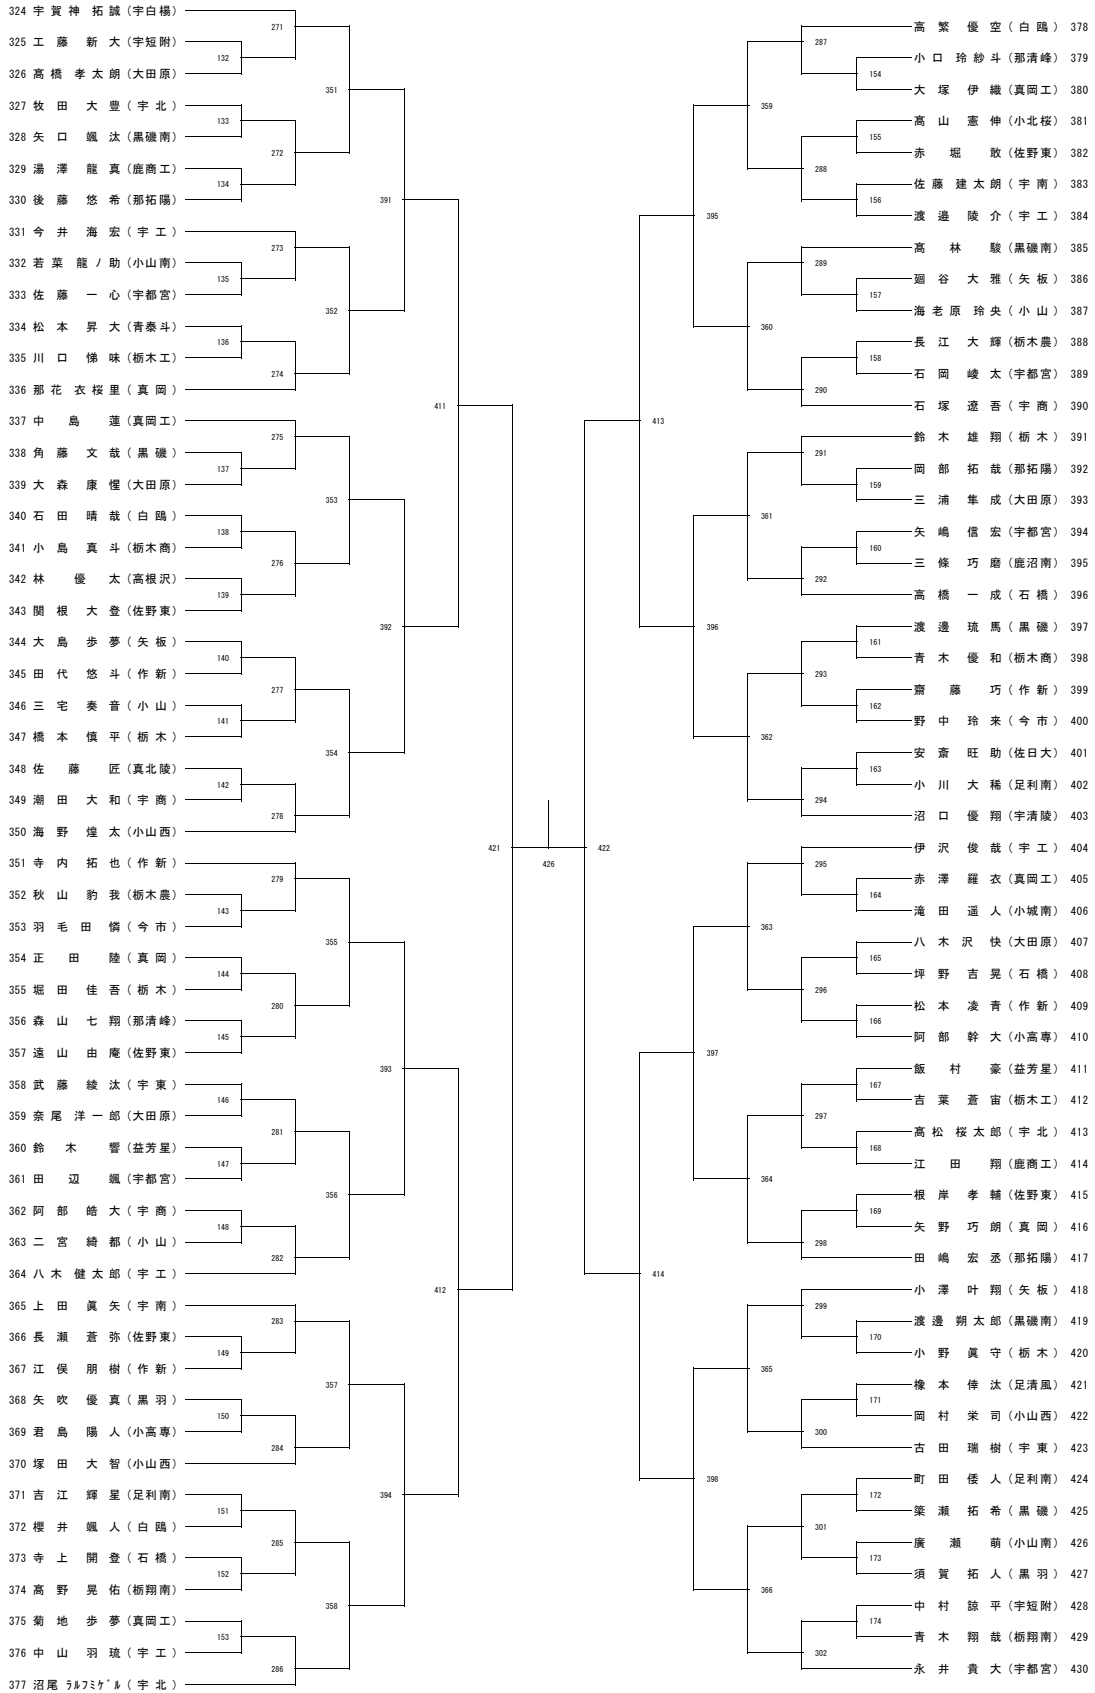 324 宇賀神 拓誠 (宇白楊)
271
325 工藤 新大 (宇短附)
132
326 髙橋 孝太朗 (大田原)
351
327 牧田 大豊 (宇北)
133
328 矢口 颯汰 (黒磯南)
272
329 湯澤 龍真 (鹿商工)
134
330 後藤 悠希 (那拓陽)
391
331 今井 海宏 (宇工)
273
332 若菜 龍ノ助 (小山南)
135
333 佐藤 一心 (宇都宮)
352
334 松本 昇大 (青泰斗)
136
335 川口 悌味 (栃木工)
274
336 那花 衣桜里 (真岡)
411
337 中島 蓮 (真岡工)
275
338 角藤 文哉 (黒磯)
137
339 大森 康惺 (大田原)
353
340 石田 晴哉 (白鴎)
138
341 小島 真斗 (栃木商)
276
342 林 優太 (高根沢)
139
343 関根 大登 (佐野東)
392
344 大島 歩夢 (矢板)
140
345 田代 悠斗 (作新)
277
346 三宅 奏音 (小山)
141
347 橋本 慎平 (栃木)
354
348 佐藤 匠 (真北陵)
142
349 潮田 大和 (宇商)
278
350 海野 煌太 (小山西)
421
351 寺内 拓也 (作新)
279
352 秋山 豹我 (栃木農)
143
353 羽毛田 憐 (今市)
355
354 正田 陸 (真岡)
144
355 堀田 佳吾 (栃木)
280
356 森山 七翔 (那清峰)
145
357 遠山 由庵 (佐野東)
393
358 武藤 綾汰 (宇東)
146
359 奈尾 洋一郎 (大田原)
281
360 鈴木 響 (益芳星)
147
361 田辺 颯 (宇都宮)
356
362 阿部 皓大 (宇商)
148
363 二宮 綺都 (小山)
282
364 八木 健太郎 (宇工)
412
365 上田 眞矢 (宇南)
283
366 長瀬 蒼弥 (佐野東)
149
367 江俣 朋樹 (作新)
357
368 矢吹 優真 (黒羽)
150
369 君島 陽人 (小高専)
284
370 塚田 大智 (小山西)
394
371 吉江 輝星 (足利南)
151
372 櫻井 颯人 (白鴎)
285
373 寺上 開登 (石橋)
152
374 髙野 晃佑 (栃翔南)
358
375 菊地 歩夢 (真岡工)
153
376 中山 羽琉 (宇工)
286
377 沼尾 ラルフミゲル (宇北)
426
高繁 優空 (白鴎) 378
287
小口 玲紗斗 (那清峰) 379
154
大塚 伊織 (真岡工) 380
359
髙山 憲伸 (小北桜) 381
155
赤堀 敢 (佐野東) 382
288
佐藤 建太朗 (宇南) 383
156
渡邉 陵介 (宇工) 384
395
髙林 駿 (黒磯南) 385
289
廻谷 大雅 (矢板) 386
157
海老原 玲央 (小山) 387
360
長江 大輝 (栃木農) 388
158
石岡 崚太 (宇都宮) 389
290
石塚 遼吾 (宇商) 390
413
鈴木 雄翔 (栃木) 391
291
岡部 拓哉 (那拓陽) 392
159
三浦 隼成 (大田原) 393
361
矢嶋 信宏 (宇都宮) 394
160
三條 巧磨 (鹿沼南) 395
292
高橋 一成 (石橋) 396
396
渡邊 琉馬 (黒磯) 397
161
青木 優和 (栃木商) 398
293
齋藤 巧 (作新) 399
162
野中 玲来 (今市) 400
362
安斎 旺助 (佐日大) 401
163
小川 大稀 (足利南) 402
294
沼口 優翔 (宇清陵) 403
422
伊沢 俊哉 (宇工) 404
295
赤澤 羅衣 (真岡工) 405
164
滝田 遥人 (小城南) 406
363
八木沢 快 (大田原) 407
165
坪野 吉晃 (石橋) 408
296
松本 凌青 (作新) 409
166
阿部 幹大 (小高専) 410
397
飯村 豪 (益芳星) 411
167
吉葉 蒼宙 (栃木工) 412
297
髙松 桜太郎 (宇北) 413
168
江田 翔 (鹿商工) 414
364
根岸 孝輔 (佐野東) 415
169
矢野 巧朗 (真岡) 416
298
田嶋 宏丞 (那拓陽) 417
414
小澤 叶翔 (矢板) 418
299
渡邊 朔太郎 (黒磯南) 419
170
小野 眞守 (栃木) 420
365
橡本 倖汰 (足清風) 421
171
岡村 栄司 (小山西) 422
300
古田 瑞樹 (宇東) 423
398
町田 倭人 (足利南) 424
172
簗瀬 拓希 (黒磯) 425
301
廣瀬 萌 (小山南) 426
173
須賀 拓人 (黒羽) 427
366
中村 諒平 (宇短附) 428
174
青木 翔哉 (栃翔南) 429
302
永井 貴大 (宇都宮) 430